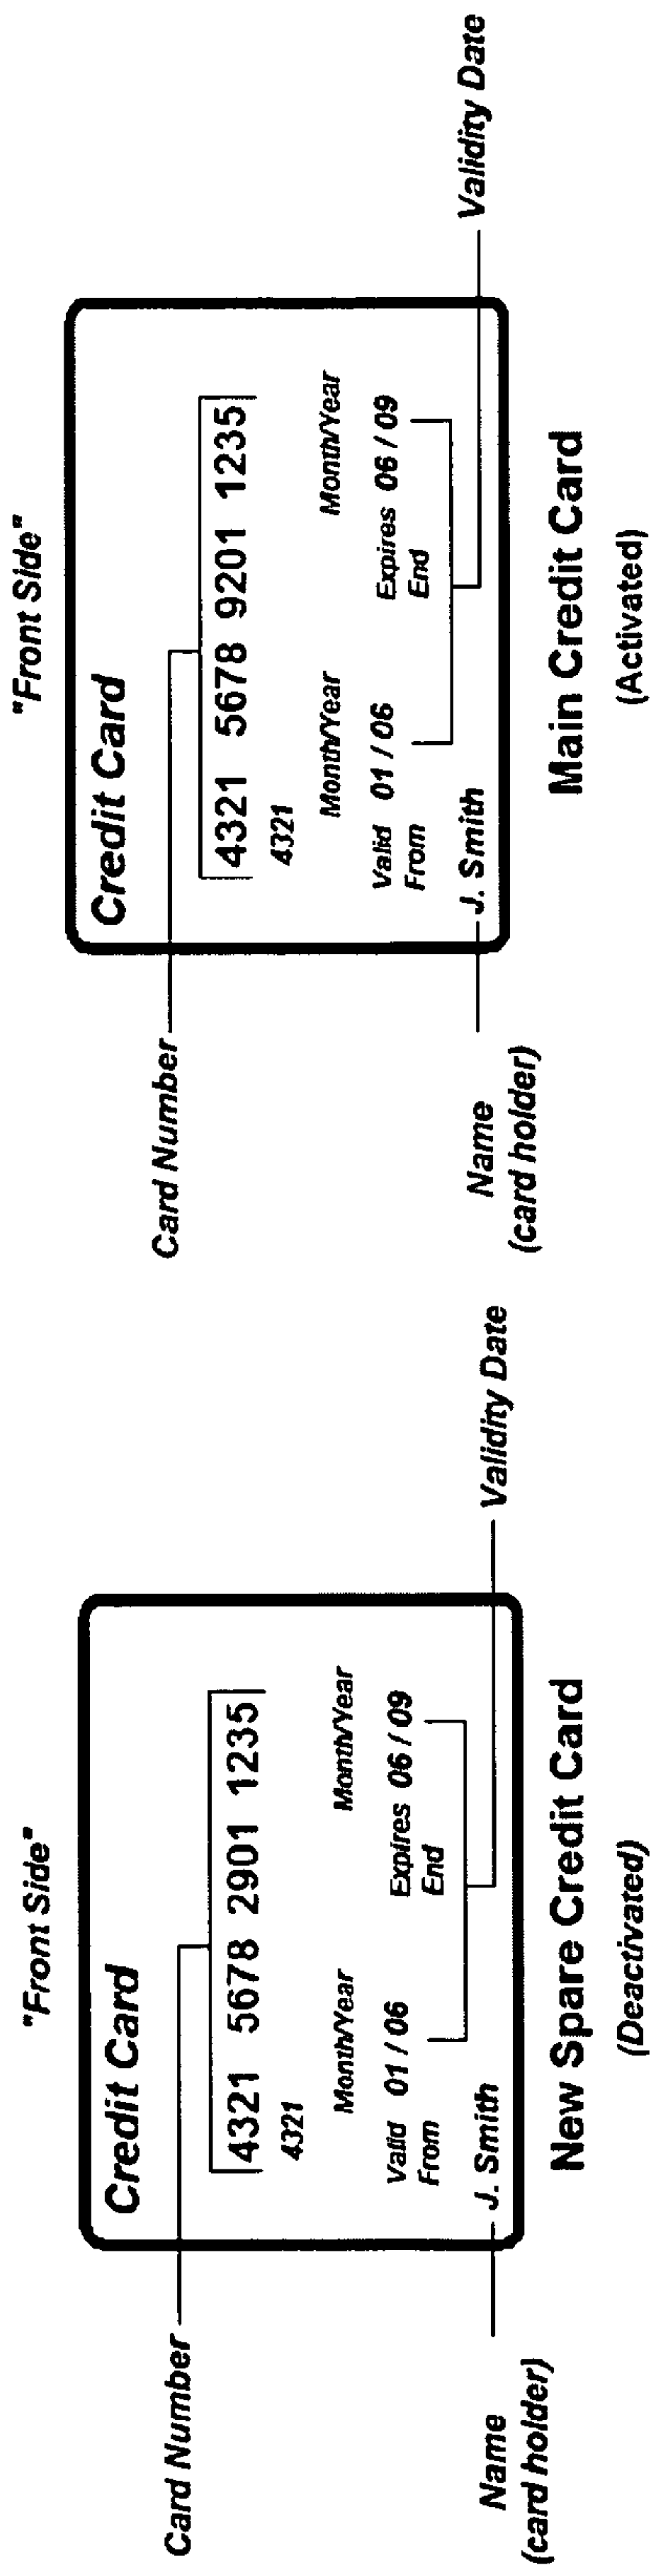 "Front Side"
Credit Card
Card Number
4321 5678 2901 1235
4321
Month/Year Month/Year
Valid 01 / 06 Expires 06 / 09
From End
J. Smith
Validity Date
Name
(card holder)
New Spare Credit Card
(Deactivated)
"Front Side"
Credit Card
Card Number
4321 5678 9201 1235
4321
Month/Year Month/Year
Valid 01 / 06 Expires 06 / 09
From End
J. Smith
Validity Date
Name
(card holder)
Main Credit Card
(Activated)